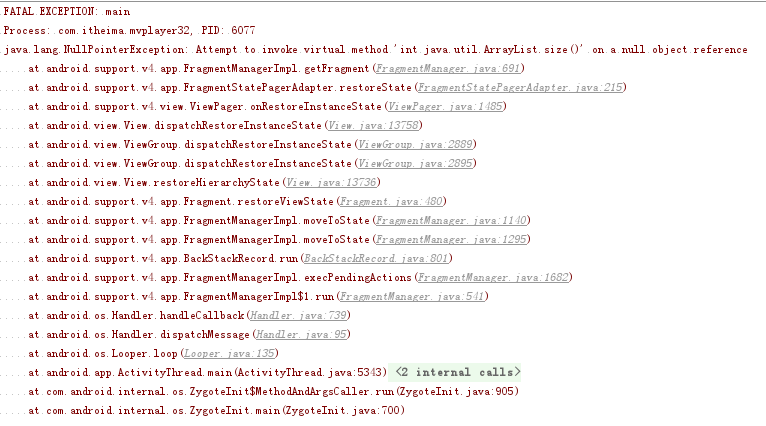 FATAL EXCEPTION: main
Process: com.itheima.mvplayer32, PID: 6077
java.lang.NullPointerException: Attempt to invoke virtual method 'int java.util.ArrayList.size()' on a null object reference
at android.support.v4.app.FragmentManagerImpl.getFragment(FragmentManager.java:691)
at android.support.v4.app.FragmentStatePagerAdapter.restoreState(FragmentStatePagerAdapter.java:215)
at android.support.v4.view.ViewPager.onRestoreInstanceState(ViewPager.java:1485)
at android.view.View.dispatchRestoreInstanceState(View.java:13758)
at android.view.ViewGroup.dispatchRestoreInstanceState(ViewGroup.java:2889)
at android.view.ViewGroup.dispatchRestoreInstanceState(ViewGroup.java:2895)
at android.view.View.restoreHierarchyState(View.java:13736)
at android.support.v4.app.Fragment.restoreViewState(Fragment.java:480)
at android.support.v4.app.FragmentManagerImpl.moveToState(FragmentManager.java:1140)
at android.support.v4.app.FragmentManagerImpl.moveToState(FragmentManager.java:1295)
at android.support.v4.app.BackStackRecord.run(BackStackRecord.java:801)
at android.support.v4.app.FragmentManagerImpl.execPendingActions(FragmentManager.java:1682)
at android.support.v4.app.FragmentManagerImpl$1.run(FragmentManager.java:541)
at android.os.Handler.handleCallback(Handler.java:739)
at android.os.Handler.dispatchMessage(Handler.java:95)
at android.os.Looper.loop(Looper.java:135)
at android.app.ActivityThread.main(ActivityThread.java:5343) <2 internal calls>
at com.android.internal.os.ZygoteInit$MethodAndArgsCaller.run(ZygoteInit.java:905)
at com.android.internal.os.ZygoteInit.main(ZygoteInit.java:700)